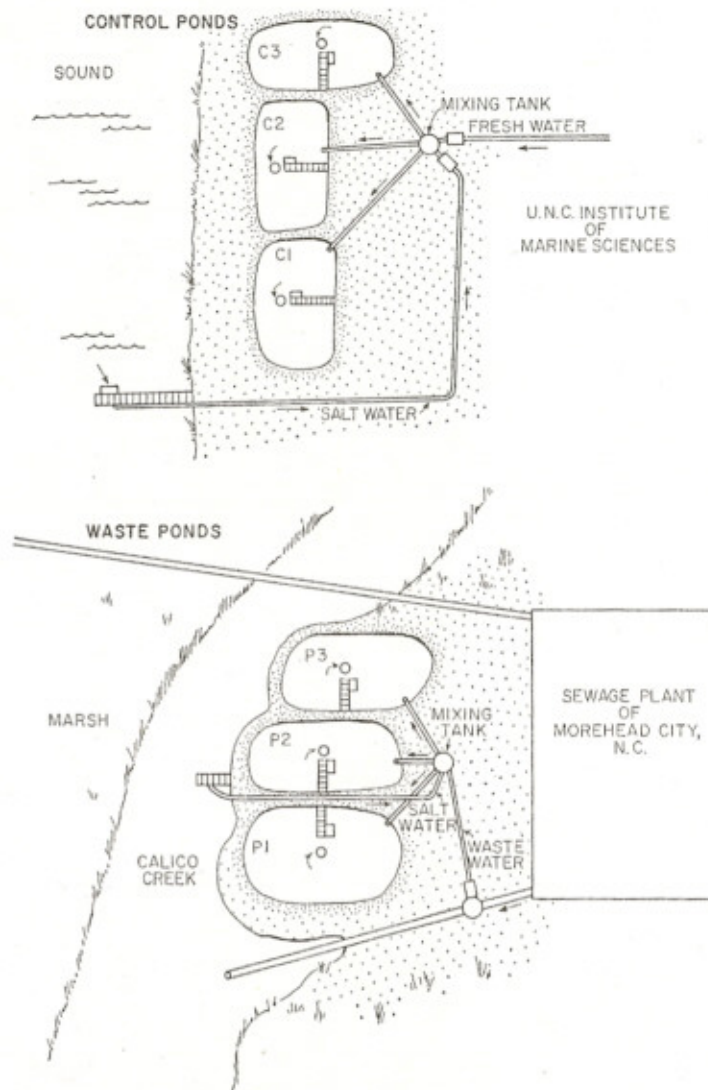 CONTROL PONDS
SOUND
C3
MIXING TANK
FRESH WATER
C2
U.N.C. INSTITUTE
OF
MARINE SCIENCES
C1
SALT WATER
WASTE PONDS
P3
SEWAGE PLANT
OF
MOREHEAD CITY,
N.C.
MARSH
MIXING
TANK
P2
SALT
WATER
WASTE
WATER
P1
CALICO
CREEK